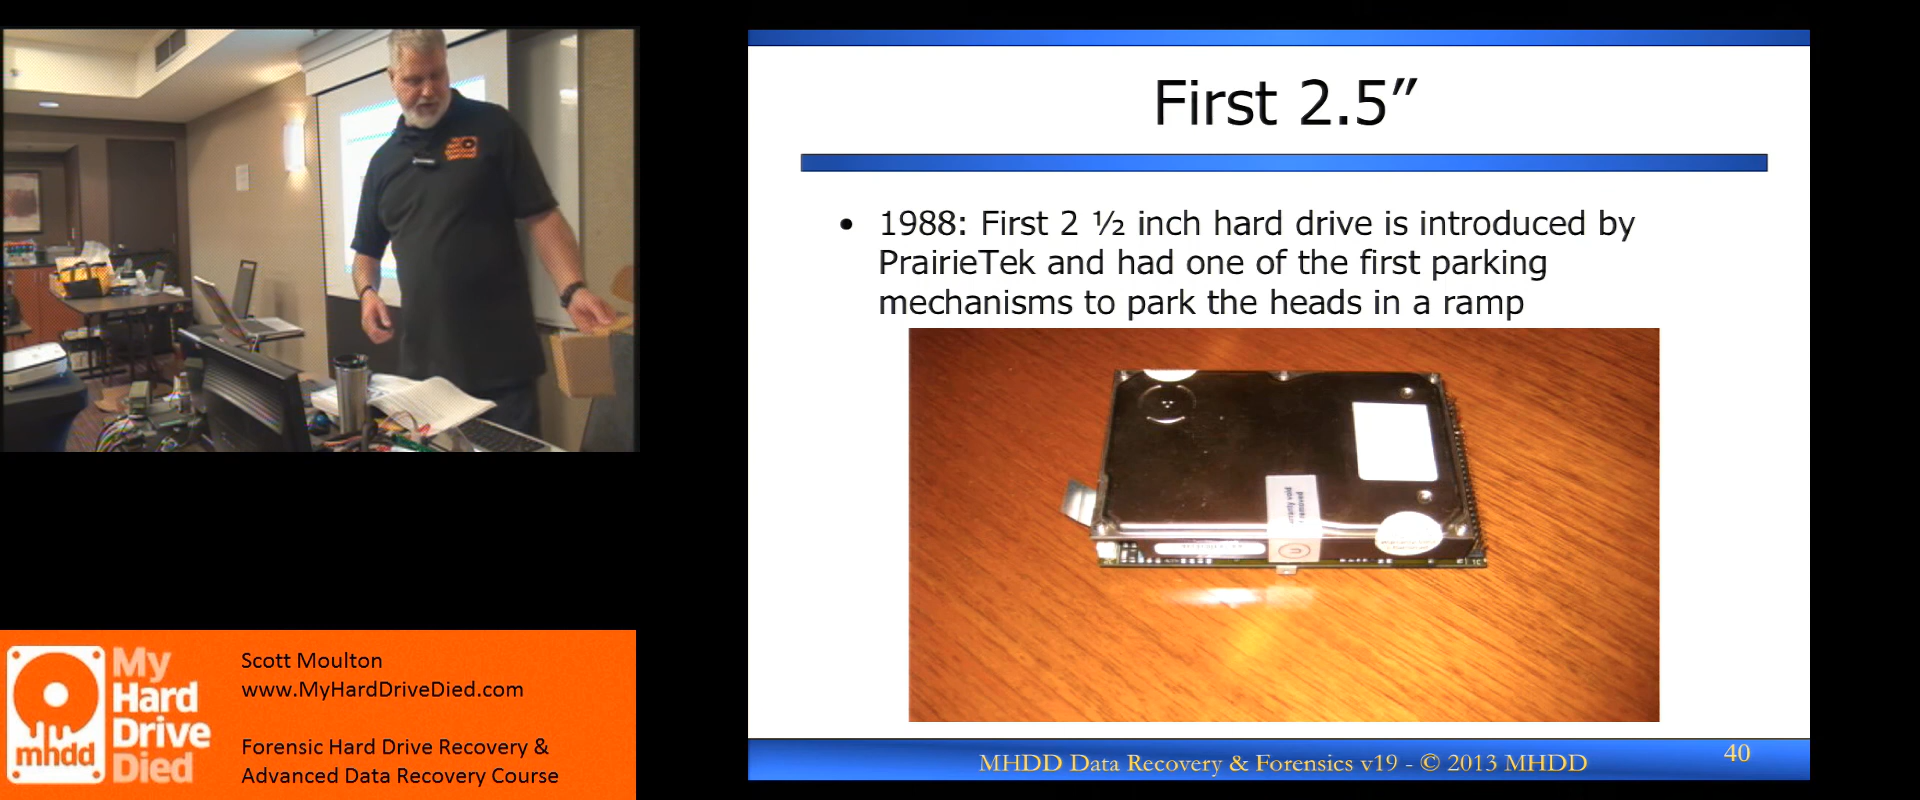 First 2.5”
• 1988: First 2 ½ inch hard drive is introduced by
PrairieTek and had one of the first parking
mechanisms to park the heads in a ramp
MHDD Data Recovery & Forensics v19 - © 2013 MHDD
40
My
Hard
Drive
Died
mhdd
Scott Moulton
www.MyHardDriveDied.com
Forensic Hard Drive Recovery &
Advanced Data Recovery Course